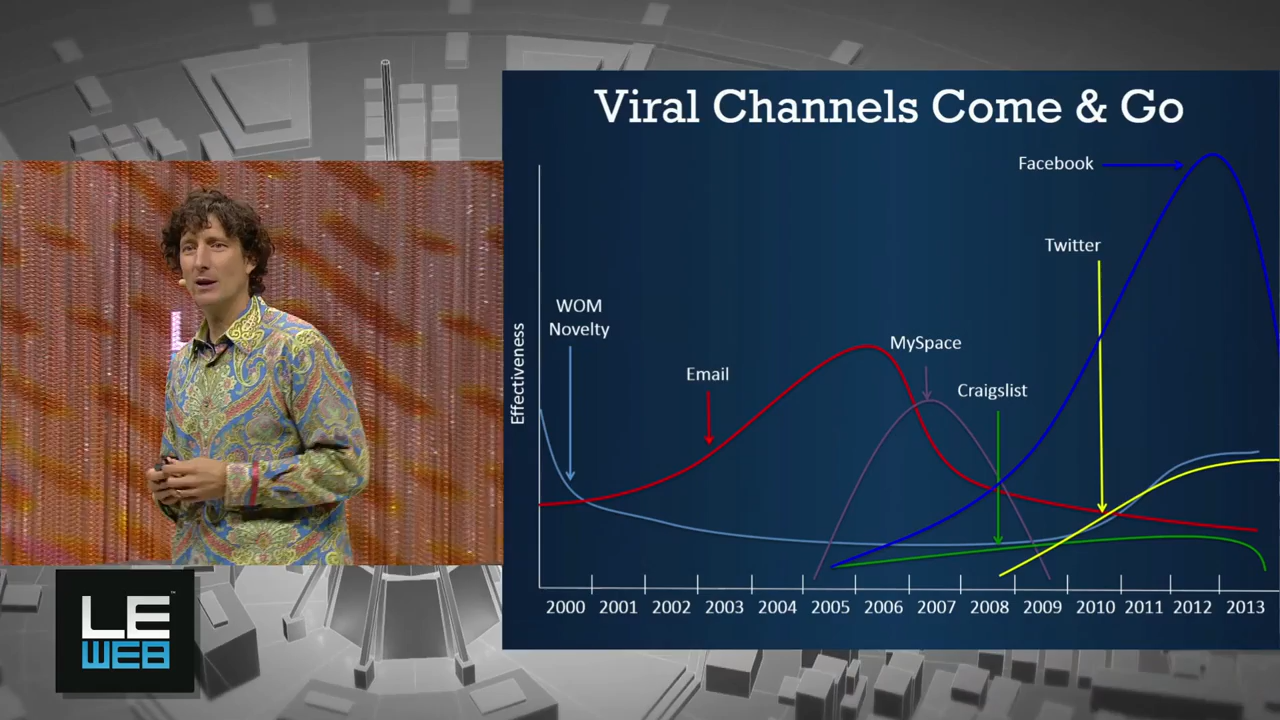 Viral Channels Come & Go
Facebook
Twitter
WOM
Novelty
MySpace
Email
Craigslist
Effectiveness
2000 2001 2002 2003 2004 2005 2006 2007 2008 2009 2010 2011 2012 2013
LE
WEB